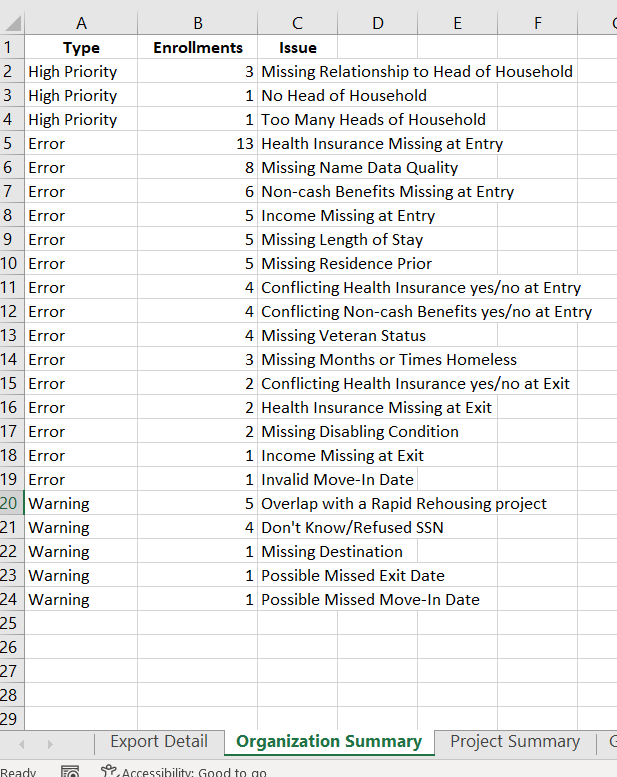 A B C D E F
1 Type Enrollments Issue
2 High Priority 3 Missing Relationship to Head of Household
3 High Priority 1 No Head of Household
4 High Priority 1 Too Many Heads of Household
5 Error 13 Health Insurance Missing at Entry
6 Error 8 Missing Name Data Quality
7 Error 6 Non-cash Benefits Missing at Entry
8 Error 5 Income Missing at Entry
9 Error 5 Missing Length of Stay
10 Error 5 Missing Residence Prior
11 Error 4 Conflicting Health Insurance yes/no at Entry
12 Error 4 Conflicting Non-cash Benefits yes/no at Entry
13 Error 4 Missing Veteran Status
14 Error 3 Missing Months or Times Homeless
15 Error 2 Conflicting Health Insurance yes/no at Exit
16 Error 2 Health Insurance Missing at Exit
17 Error 2 Missing Disabling Condition
18 Error 1 Income Missing at Exit
19 Error 1 Invalid Move-In Date
20 Warning 5 Overlap with a Rapid Rehousing project
21 Warning 4 Don't Know/Refused SSN
22 Warning 1 Missing Destination
23 Warning 1 Possible Missed Exit Date
24 Warning 1 Possible Missed Move-In Date
25
26
27
28
29
Export Detail Organization Summary Project Summary
Ready Accessibility: Good to go